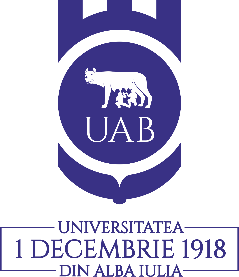 UAB
UNIVERSITATEA
1 DECEMBRIE 1918
DIN ALBA IULIA